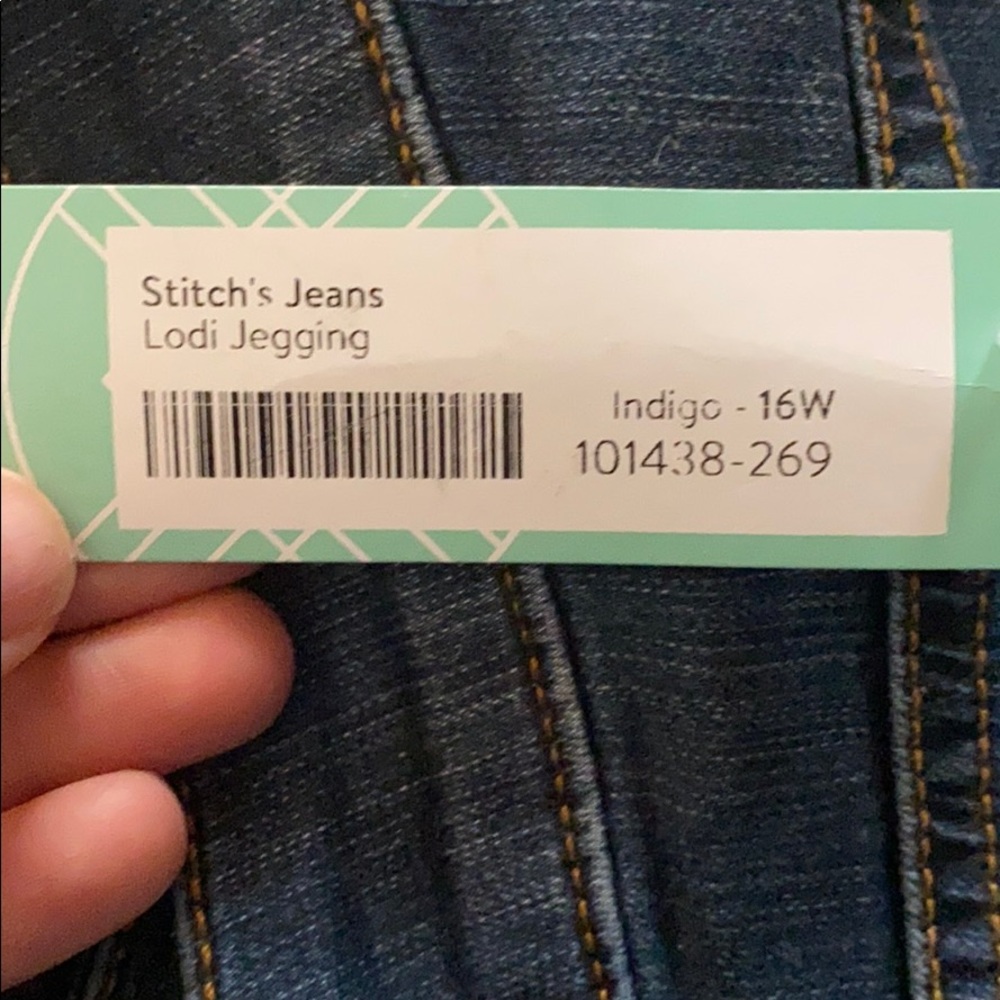 Stitch's Jeans
Lodi Jegging
Indigo - 16W
101438-269